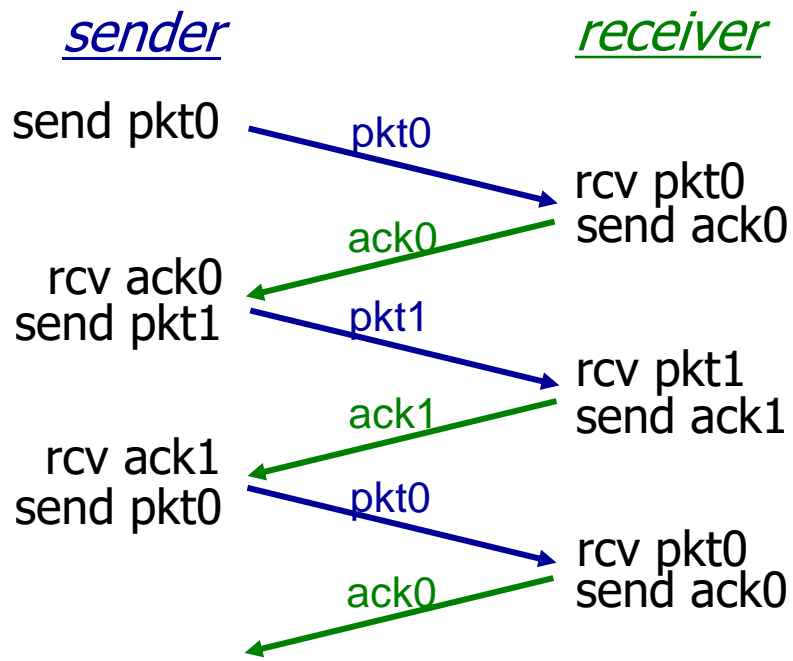 sender
receiver
send pkt0
pkt0
rcv pkt0
send ack0
ack0
rcv ack0
send pkt1
pkt1
rcv pkt1
send ack1
ack1
rcv ack1
send pkt0
pkt0
rcv pkt0
send ack0
ack0